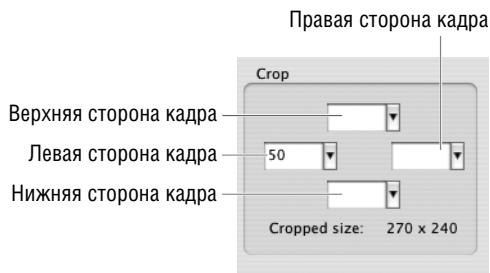 Правая сторона кадра
Crop
Верхняя сторона кадра
Левая сторона кадра
50
Нижняя сторона кадра
Cropped size: 270 x 240